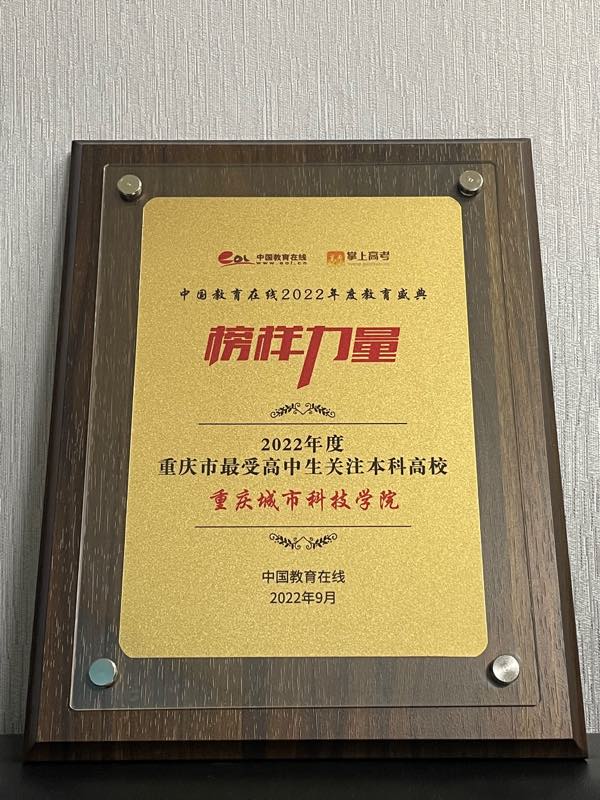 eol 中国教育在线 掌上高考
www.eol.cn
中国教育在线2022年度教育盛典
榜样力量
2022年度
重庆市最受高中生关注本科高校
重庆城市科技学院
中国教育在线
2022年9月